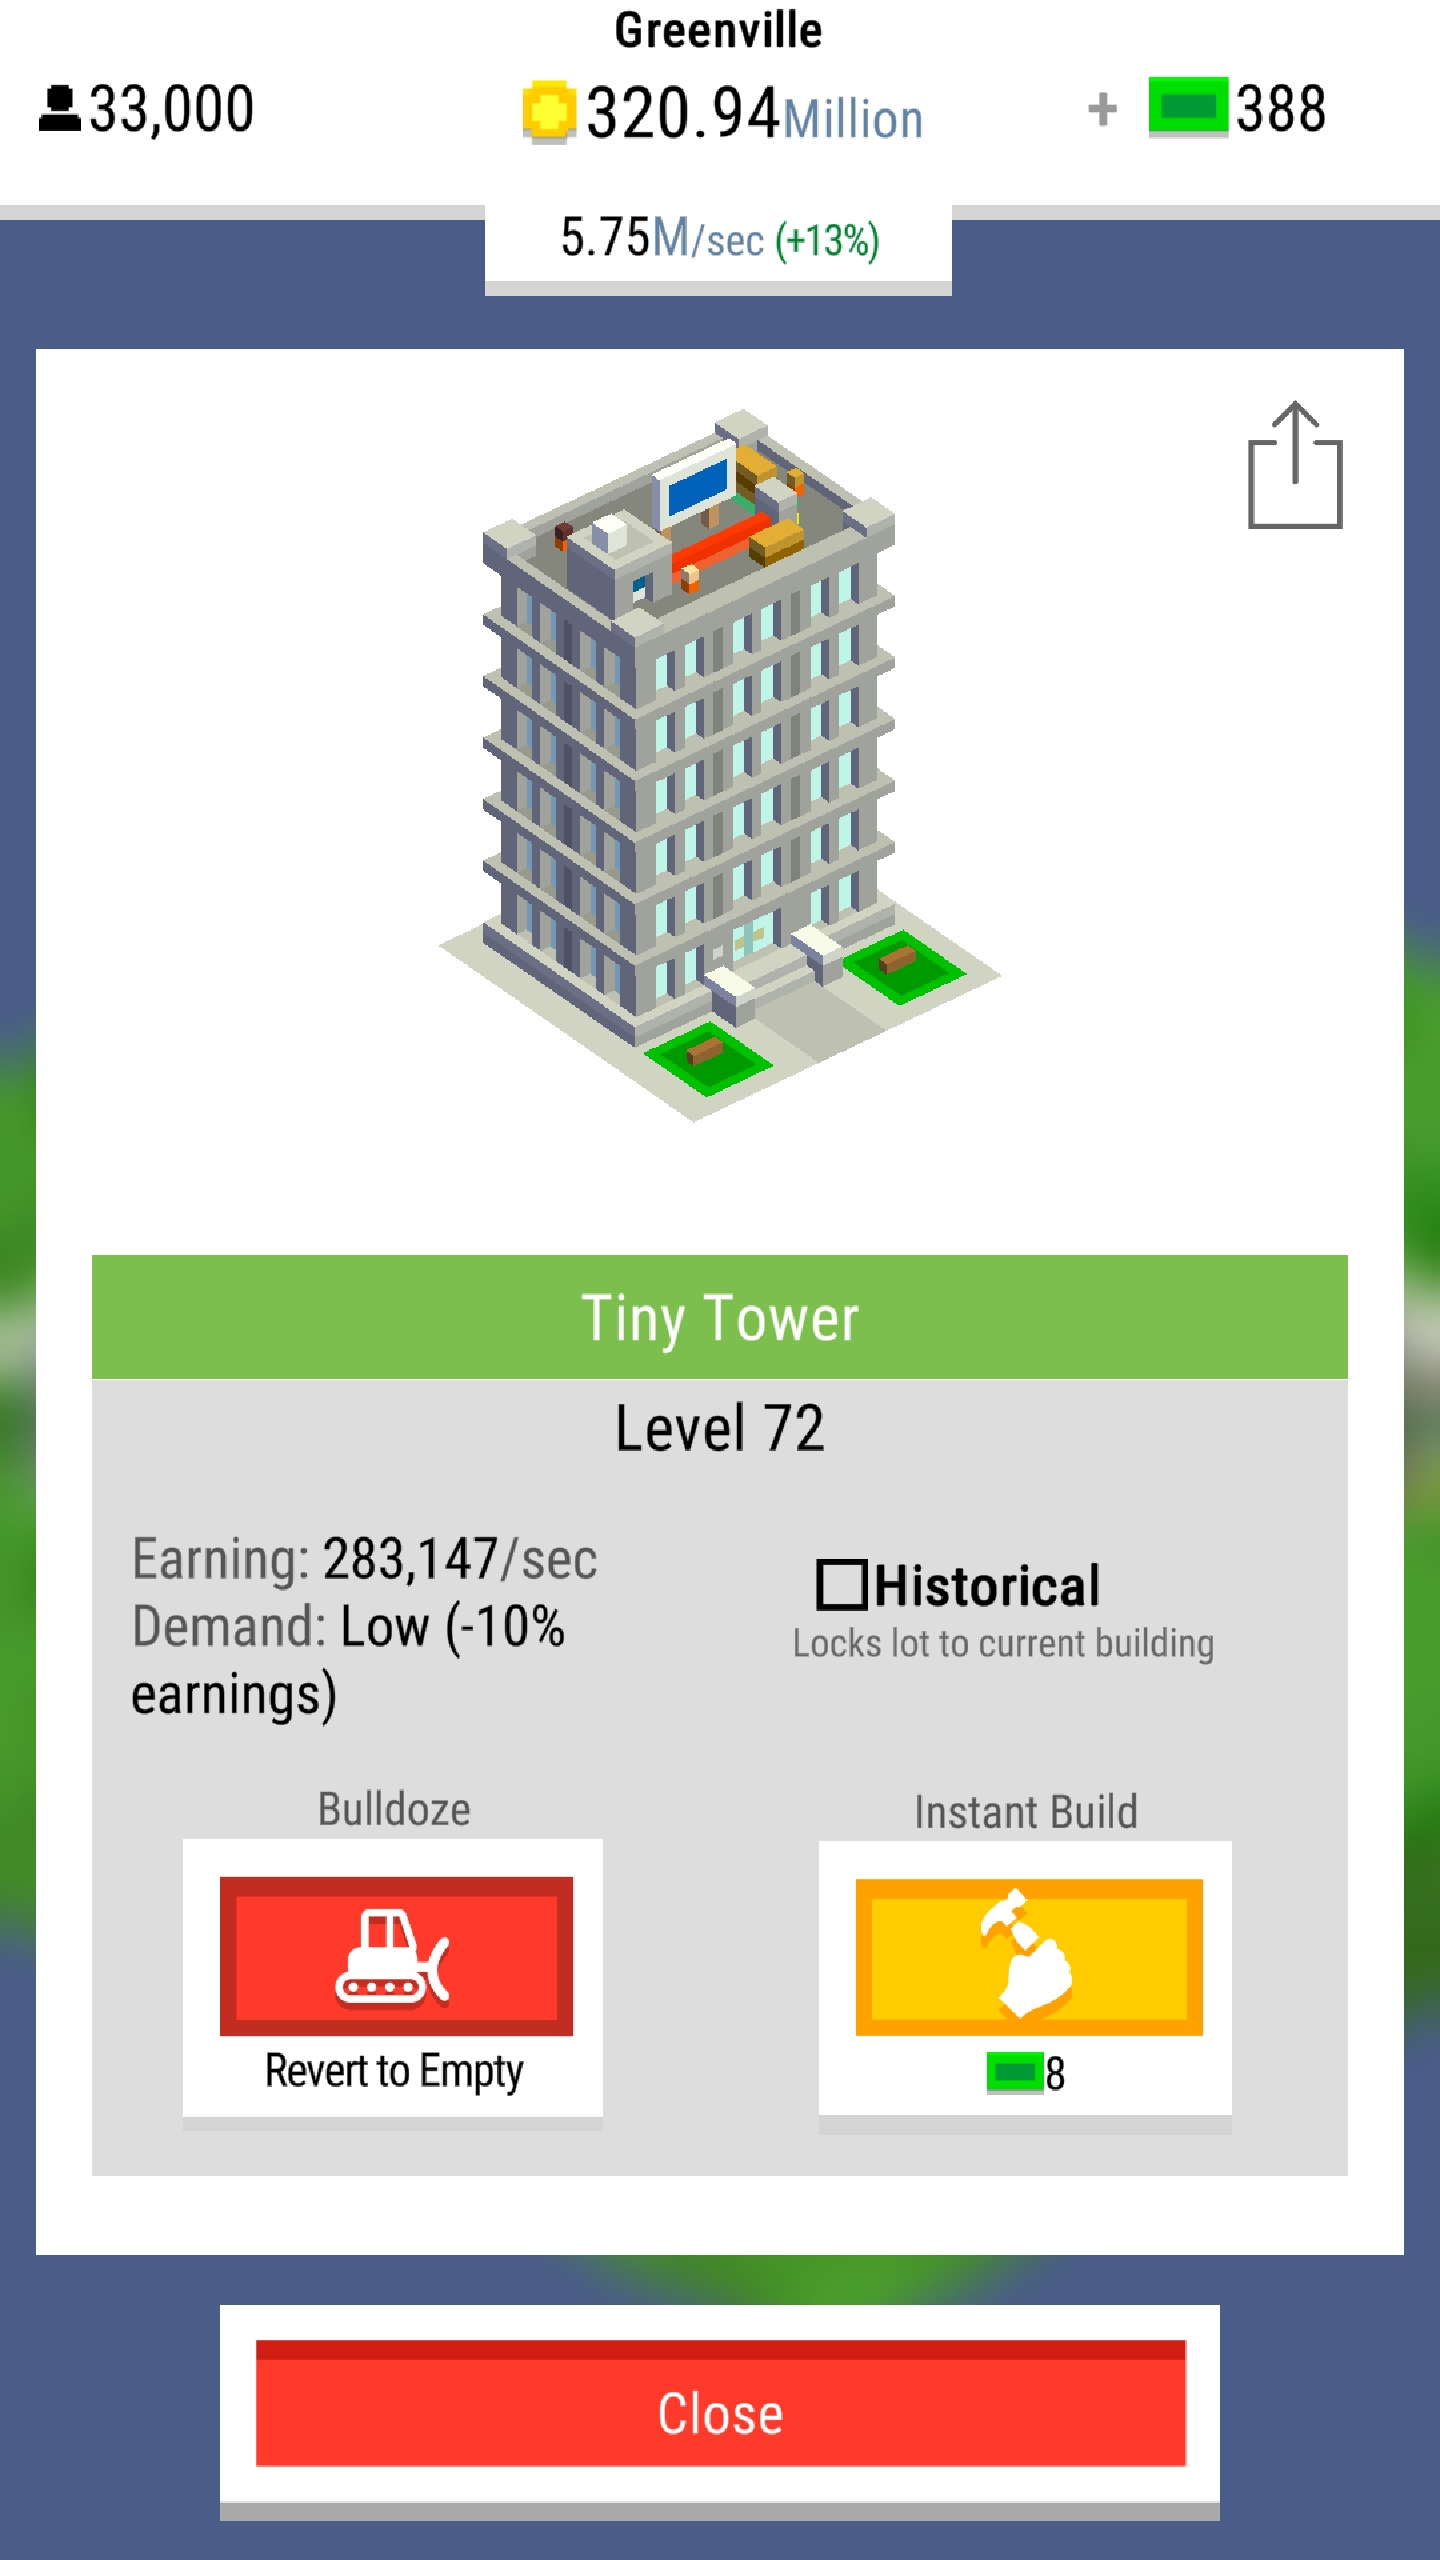 Greenville
33,000
320.94Million
+ 388
5.75M/sec (+13%)
Tiny Tower
Level 72
Earning: 283,147/sec
Demand: Low (-10%
earnings)
Historical
Locks lot to current building
Bulldoze
Revert to Empty
Instant Build
8
Close